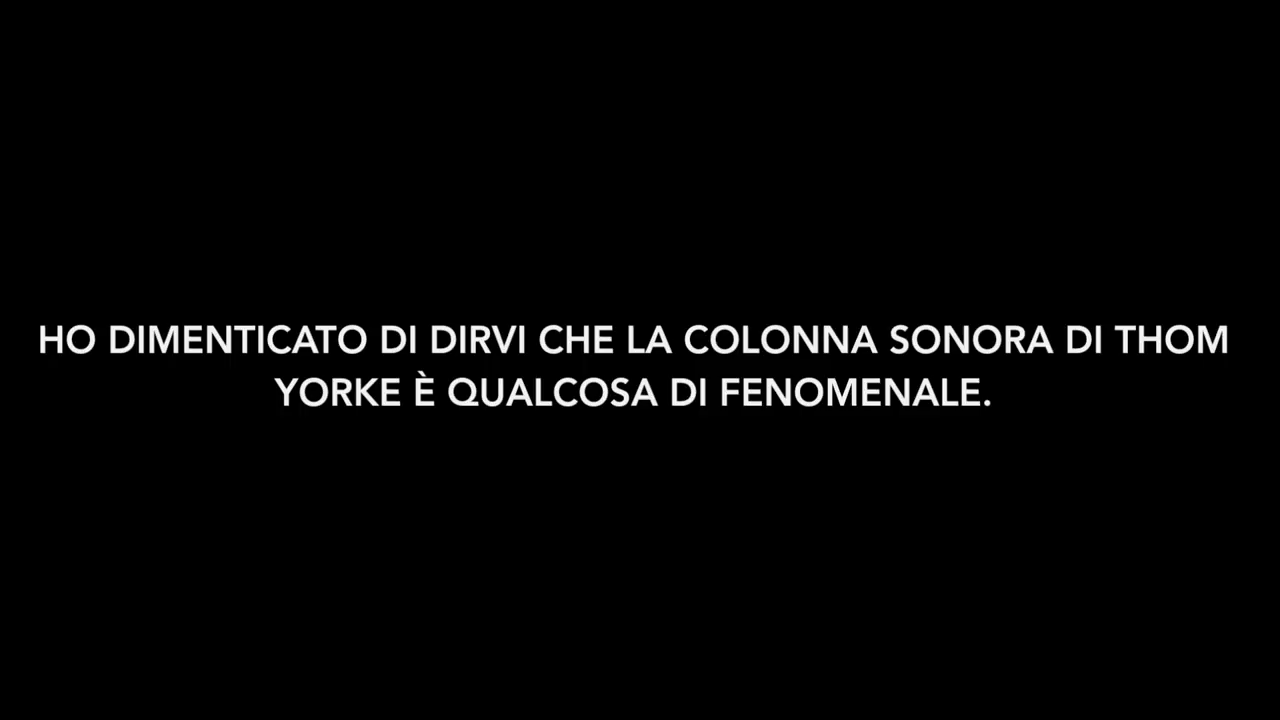 HO DIMENTICATO DI DIRVI CHE LA COLONNA SONORA DI THOM
YORKE È QUALCOSA DI FENOMENALE.